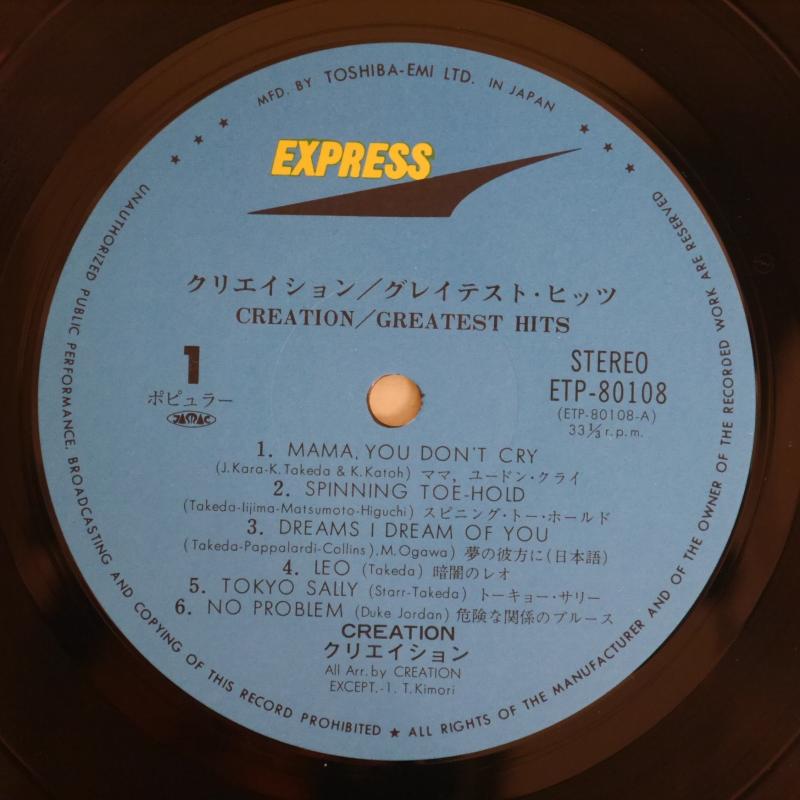 MFD. BY TOSHIBA-EMI LTD. IN JAPAN
EXPRESS
クリエイション／グレイテスト・ヒッツ
CREATION/GREATEST HITS
1
ポピュラー
JASRAC
STEREO
ETP-80108
(ETP-80108-A)
33⅓ r.p.m.
1. MAMA, YOU DON'T CRY
(J.Kara-K.Takeda & K.Katoh) ママ，ユードン・クライ
2. SPINNING TOE-HOLD
(Takeda-Iijima-Matsumoto-Higuchi) スピニング・トー・ホールド
3. DREAMS I DREAM OF YOU
(Takeda-Pappalardi-Collins),M.Ogawa) 夢の彼方に(日本語)
4. LEO (Takeda) 暗闇のレオ
5. TOKYO SALLY (Starr-Takeda) トーキョー・サリー
6. NO PROBLEM (Duke Jordan) 危険な関係のブルース
CREATION
クリエイション
All Arr. by CREATION
EXCEPT.-1. T.Kimori
UNAUTHORIZED PUBLIC PERFORMANCE, BROADCASTING AND COPYING OF THIS RECORD PROHIBITED ★ ALL RIGHTS OF THE MANUFACTURER AND OF THE OWNER OF THE RECORDED WORK ARE RESERVED